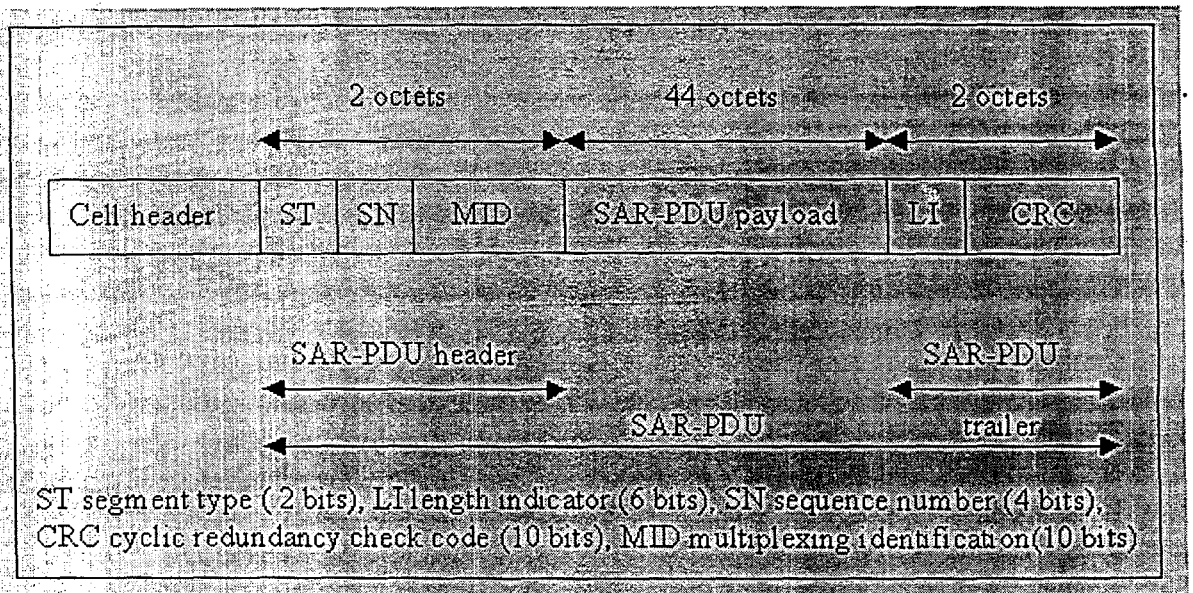 2 octets 44 octets 2 octets
Cell header ST SN MID SAR-PDU payload LI CRC
SAR-PDU header SAR-PDU
SAR-PDU trailer
ST segment type ( 2 bits), LI length indicator (6 bits), SN sequence number (4 bits),
CRC cyclic redundancy check code (10 bits), MID multiplexing identification(10 bits)